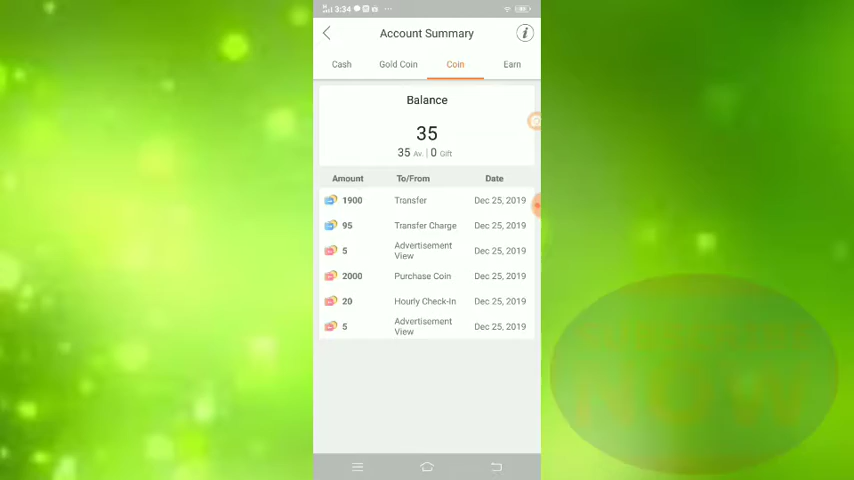 3:34
Account Summary
Cash Gold Coin Coin Earn
Balance
35
35 Av. | 0 Gift
Amount To/From Date
1900 Transfer Dec 25, 2019
95 Transfer Charge Dec 25, 2019
5 Advertisement View Dec 25, 2019
2000 Purchase Coin Dec 25, 2019
20 Hourly Check-In Dec 25, 2019
5 Advertisement View Dec 25, 2019
SUBSCRIBE
NOW